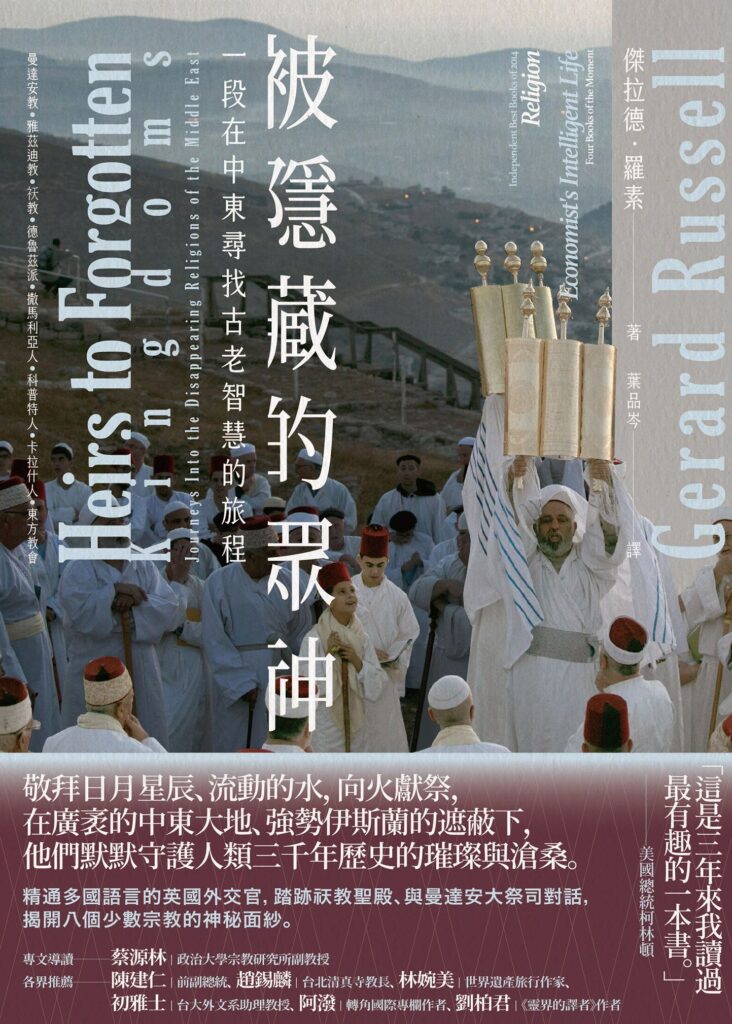 傑拉德・羅素
著
葉品岑
譯
Gerard Russell
Independent Best Books of 2014
Religion
Economist's Intelligent Life
Four Books of the Moment
被隱藏的眾神
一段在中東尋找古老智慧的旅程
Heirs to Forgotten
Kingdoms
Journeys Into the Disappearing Religions of the Middle East
曼達安教•雅茲迪教•祆教•德魯茲派•撒馬利亞人•科普特人•卡拉什人•東方教會
敬拜日月星辰、流動的水，向火獻祭，
在廣袤的中東大地、強勢伊斯蘭的遮蔽下，
他們默默守護人類三千年歷史的璀璨與滄桑。
精通多國語言的英國外交官，踏跡祆教聖殿、與曼達安大祭司對話，
揭開八個少數宗教的神秘面紗。
專文導讀——蔡源林｜政治大學宗教研究所副教授
各界推薦——陳建仁｜前副總統、趙錫麟｜台北清真寺教長、林婉美｜世界遺產旅行作家、
初雅士｜台大外文系助理教授、阿潑｜轉角國際專欄作者、劉柏君｜《靈界的譯者》作者
「這是三年來我讀過
最有趣的一本書。」
——美國總統柯林頓